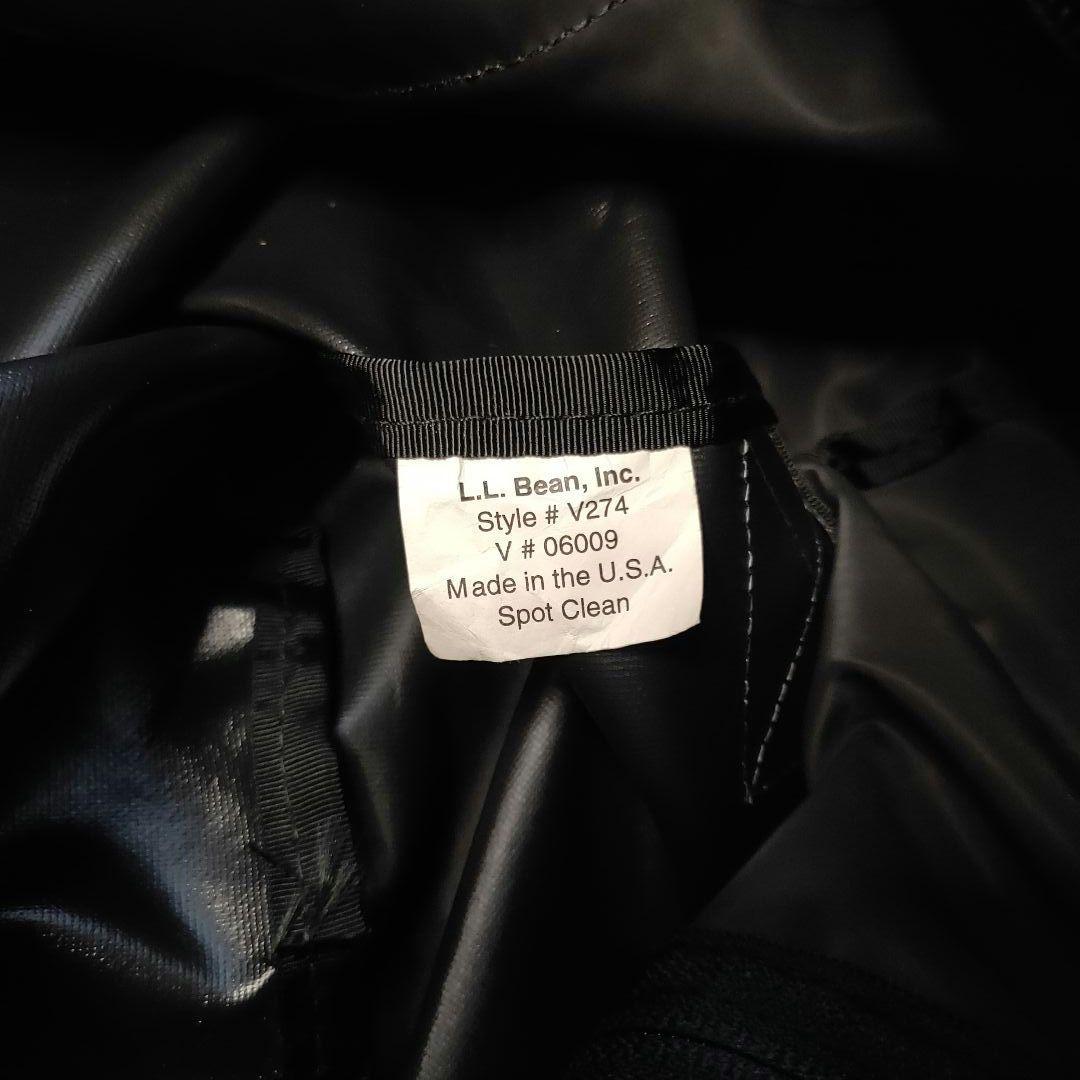 L.L. Bean, Inc.
Style # V274
V # 06009
Made in the U.S.A.
Spot Clean